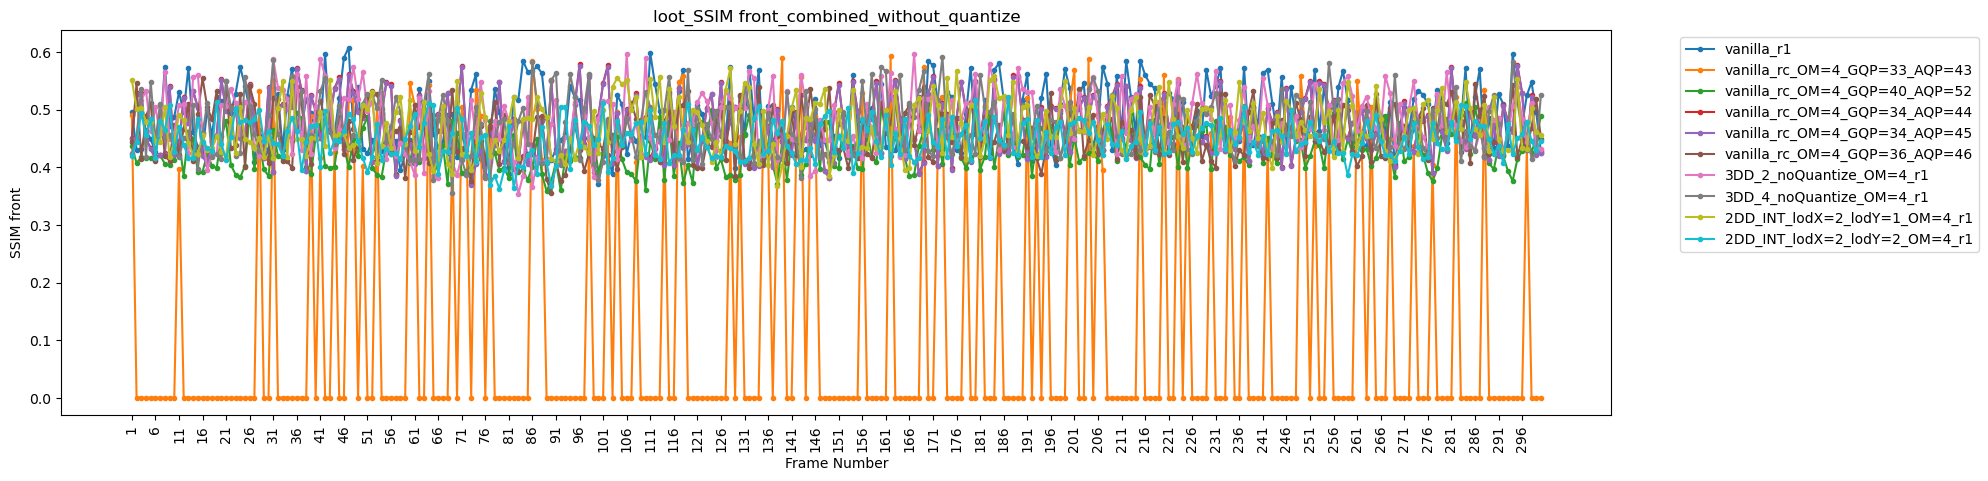 loot_SSIM front_combined_without_quantize
SSIM front
0.6
0.5
0.4
0.3
0.2
0.1
0.0
1 6 11 16 21 26 31 36 41 46 51 56 61 66 71 76 81 86 91 96 101 106 111 116 121 126 131 136 141 146 151 156 161 166 171 176 181 186 191 196 201 206 211 216 221 226 231 236 241 246 251 256 261 266 271 276 281 286 291 296
Frame Number
vanilla_r1
vanilla_rc_OM=4_GQP=33_AQP=43
vanilla_rc_OM=4_GQP=40_AQP=52
vanilla_rc_OM=4_GQP=34_AQP=44
vanilla_rc_OM=4_GQP=34_AQP=45
vanilla_rc_OM=4_GQP=36_AQP=46
3DD_2_noQuantize_OM=4_r1
3DD_4_noQuantize_OM=4_r1
2DD_INT_lodX=2_lodY=1_OM=4_r1
2DD_INT_lodX=2_lodY=2_OM=4_r1